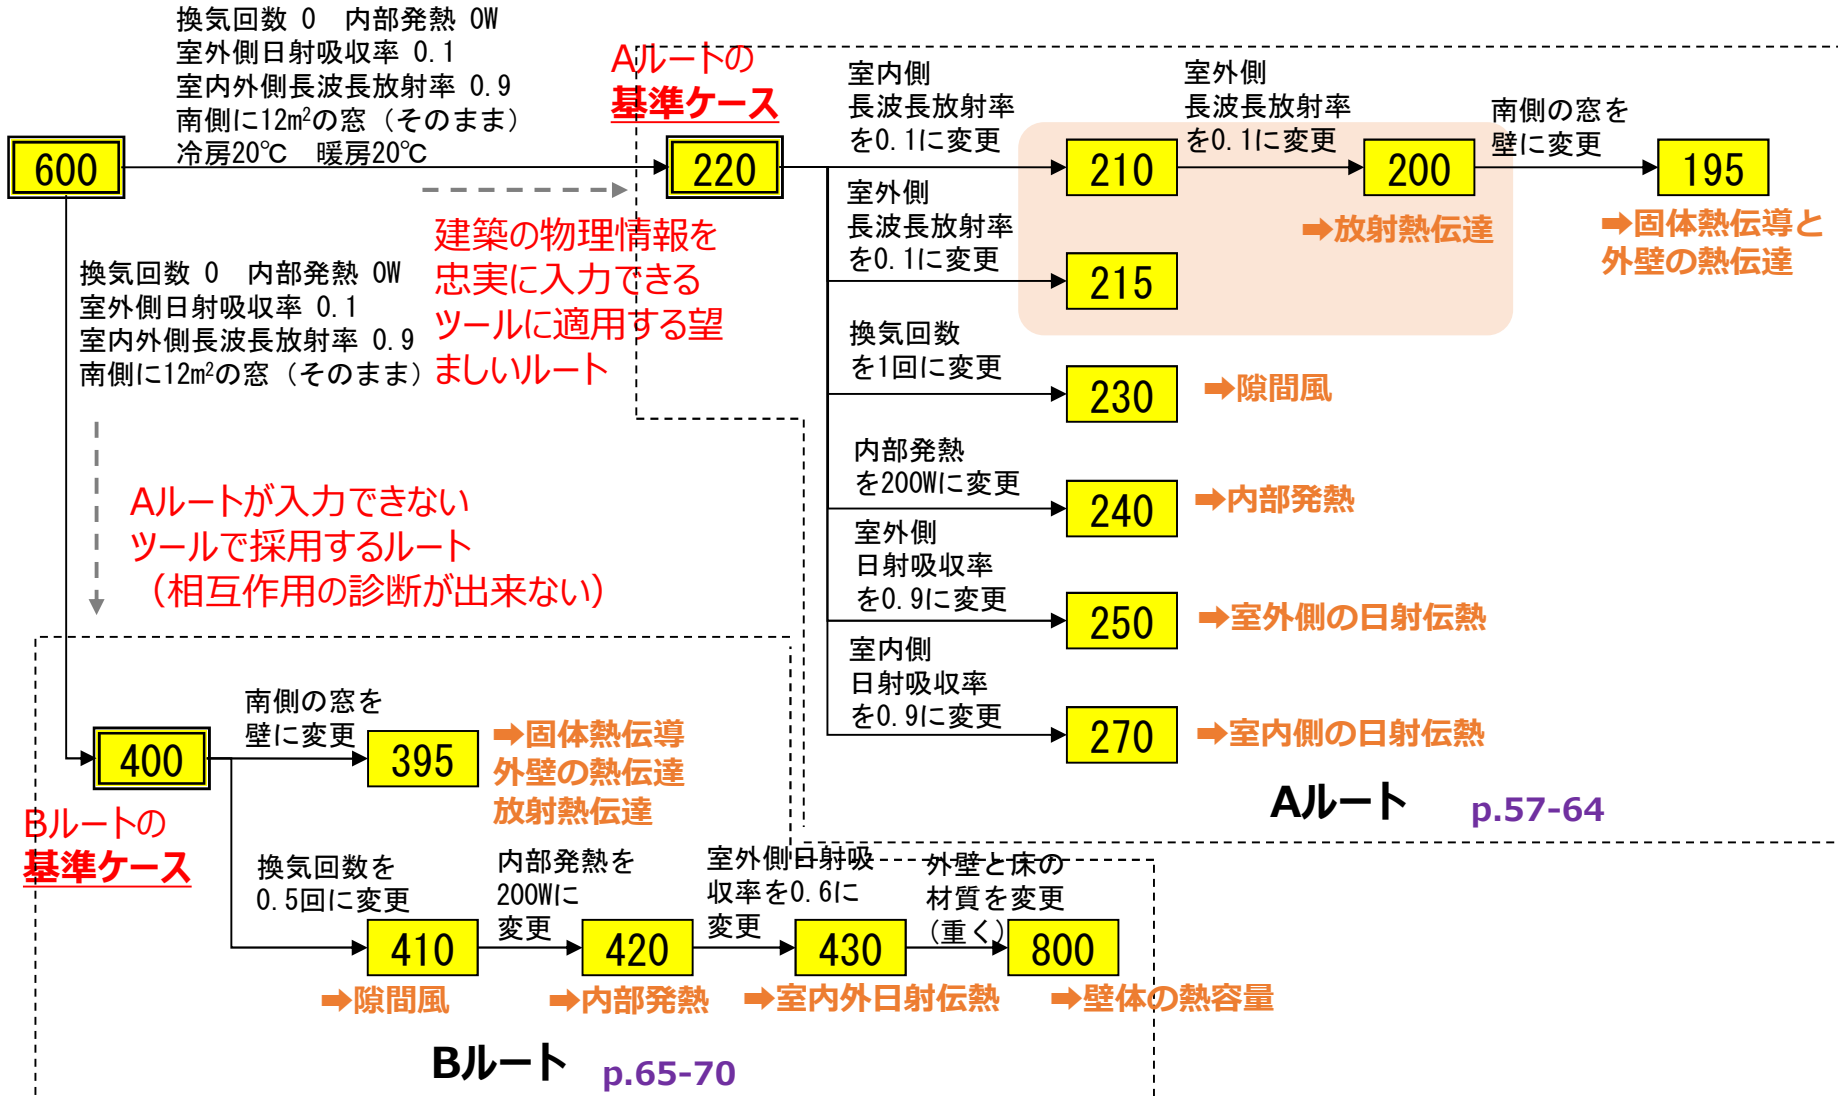 換気回数 0　内部発熱 0W
室外側日射吸収率 0.1
室内外側長波長放射率 0.9
南側に12m²の窓（そのまま）
冷房20℃　暖房20℃
600
Aルートの
基準ケース
220
室内側
長波長放射率
を0.1に変更
210
室外側
長波長放射率
を0.1に変更
200
➡放射熱伝達
南側の窓を
壁に変更
195
➡固体熱伝導と
外壁の熱伝達
室外側
長波長放射率
を0.1に変更
215
換気回数
を1回に変更
230
➡隙間風
内部発熱
を200Wに変更
240
➡内部発熱
室外側
日射吸収率
を0.9に変更
250
➡室外側の日射伝熱
室内側
日射吸収率
を0.9に変更
270
➡室内側の日射伝熱
Aルート
p.57-64
建築の物理情報を
忠実に入力できる
ツールに適用する望
ましいルート
換気回数 0　内部発熱 0W
室外側日射吸収率 0.1
室内外側長波長放射率 0.9
南側に12m²の窓（そのまま）
Aルートが入力できない
ツールで採用するルート
（相互作用の診断が出来ない）
400
Bルートの
基準ケース
南側の窓を
壁に変更
395
➡固体熱伝導
外壁の熱伝達
放射熱伝達
換気回数を
0.5回に変更
410
➡隙間風
内部発熱を
200Wに
変更
420
➡内部発熱
室外側日射吸
収率を0.6に
変更
430
➡室内外日射伝熱
外壁と床の
材質を変更
(重く)
800
➡壁体の熱容量
Bルート
p.65-70